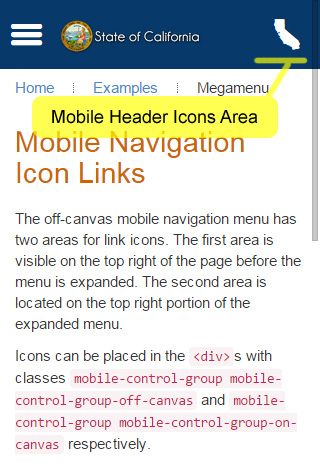 State of California
Home Examples Megamenu
Mobile Header Icons Area
Mobile Navigation
Icon Links
The off-canvas mobile navigation menu has
two areas for link icons. The first area is
visible on the top right of the page before the
menu is expanded. The second area is
located on the top right portion of the
expanded menu.
Icons can be placed in the <div>s with
classes mobile-control-group mobile-
control-group-off-canvas and mobile-
control-group mobile-control-group-on-
canvas respectively.